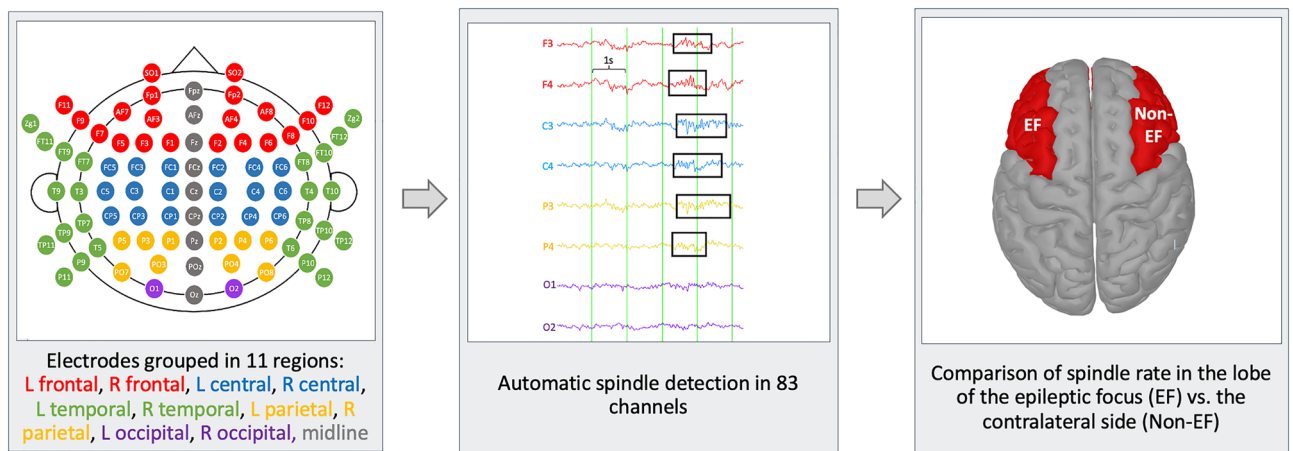 SO1 SO2
Fpz
F11 Fp1 Fp2 F12
AF7 AFz AF8
Zg1 F9 AF3 AF4 F10 Zg2
FT11 F7 F5 F3 F1 Fz F2 F4 F6 F8 FT12
FT9 FT7 FC5 FC3 FC1 FCz FC2 FC4 FC6 FT8 FT10
T9 T3 C5 C3 C1 Cz C2 C4 C6 T4 T10
TP7 CP5 CP3 CP1 CPz CP2 CP4 CP6 TP8
TP11 TP9 T5 P5 P3 P1 Pz P2 P4 P6 T6 TP10 TP12
P11 P9 PO7 PO3 POz PO4 PO8 P10 P12
O1 Oz O2
Electrodes grouped in 11 regions:
L frontal, R frontal, L central, R central,
L temporal, R temporal, L parietal, R
parietal, L occipital, R occipital, midline
F3
1s
F4
C3
C4
P3
P4
O1
O2
Automatic spindle detection in 83
channels
EF
Non-
EF
L
Comparison of spindle rate in the lobe
of the epileptic focus (EF) vs. the
contralateral side (Non-EF)